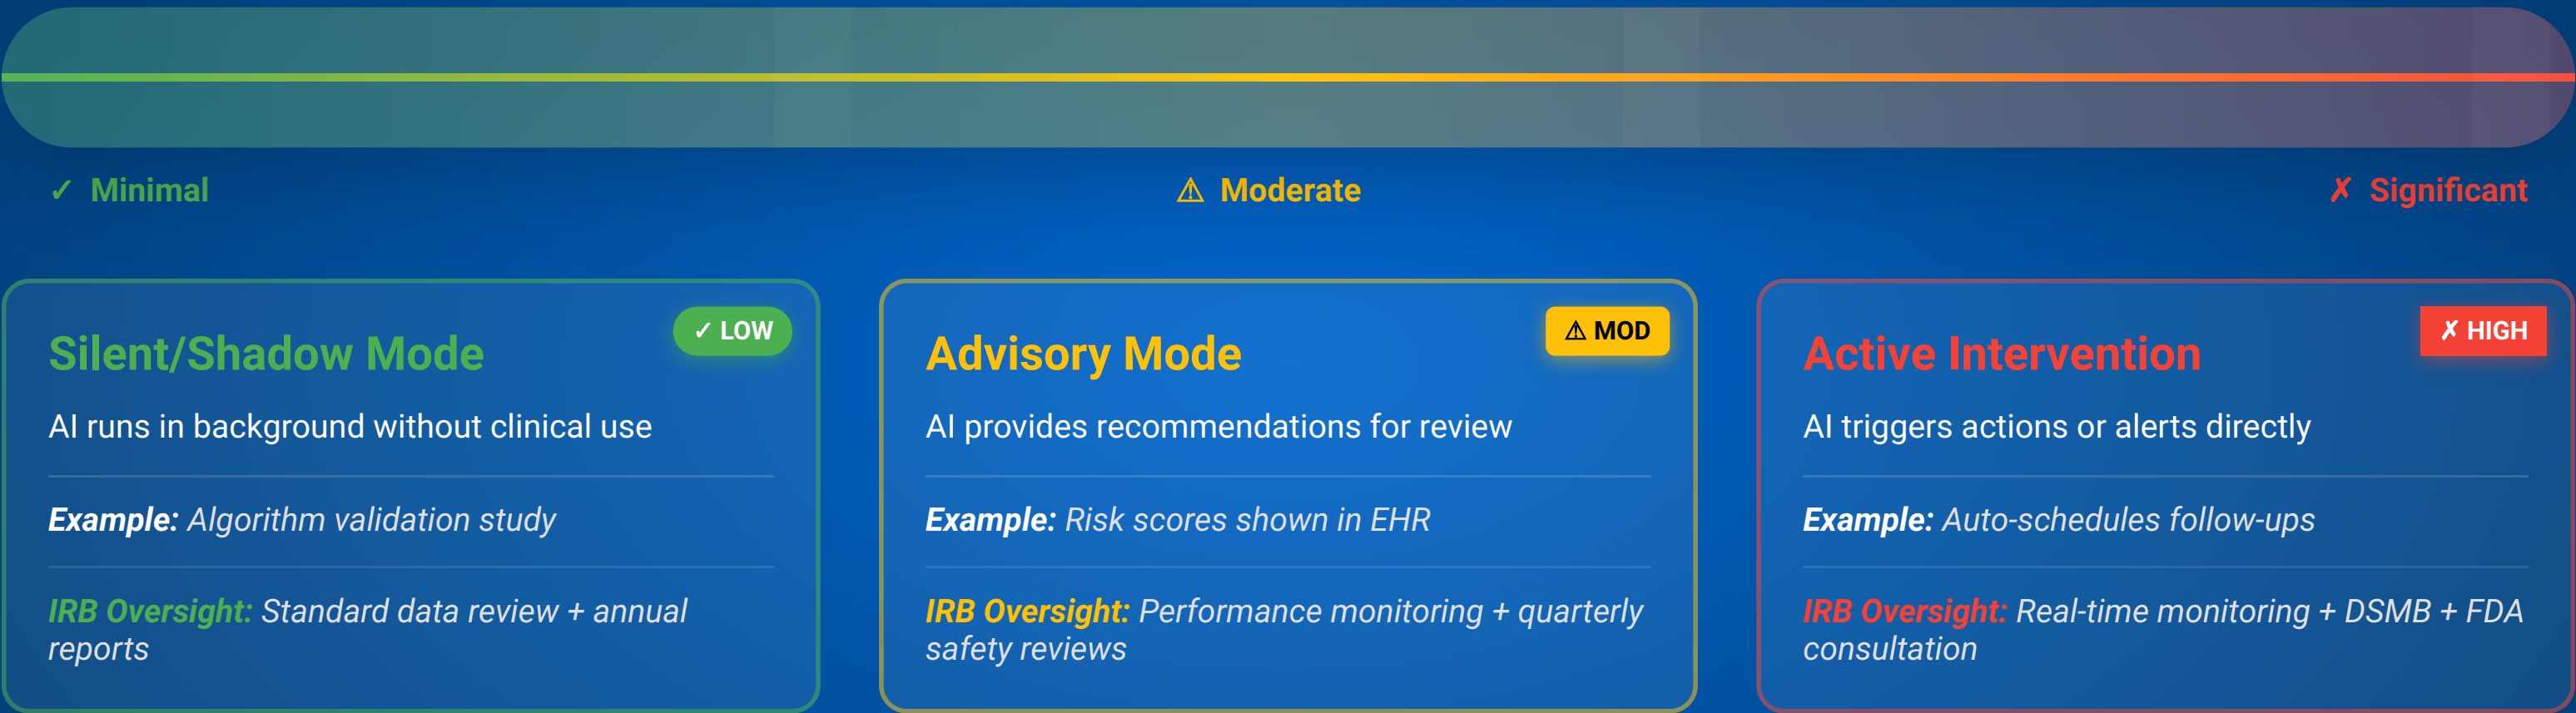 ✓ Minimal
⚠ Moderate
✗ Significant
✓ LOW
Silent/Shadow Mode
AI runs in background without clinical use
Example: Algorithm validation study
IRB Oversight: Standard data review + annual
reports
⚠ MOD
Advisory Mode
AI provides recommendations for review
Example: Risk scores shown in EHR
IRB Oversight: Performance monitoring + quarterly
safety reviews
✗ HIGH
Active Intervention
AI triggers actions or alerts directly
Example: Auto-schedules follow-ups
IRB Oversight: Real-time monitoring + DSMB + FDA
consultation